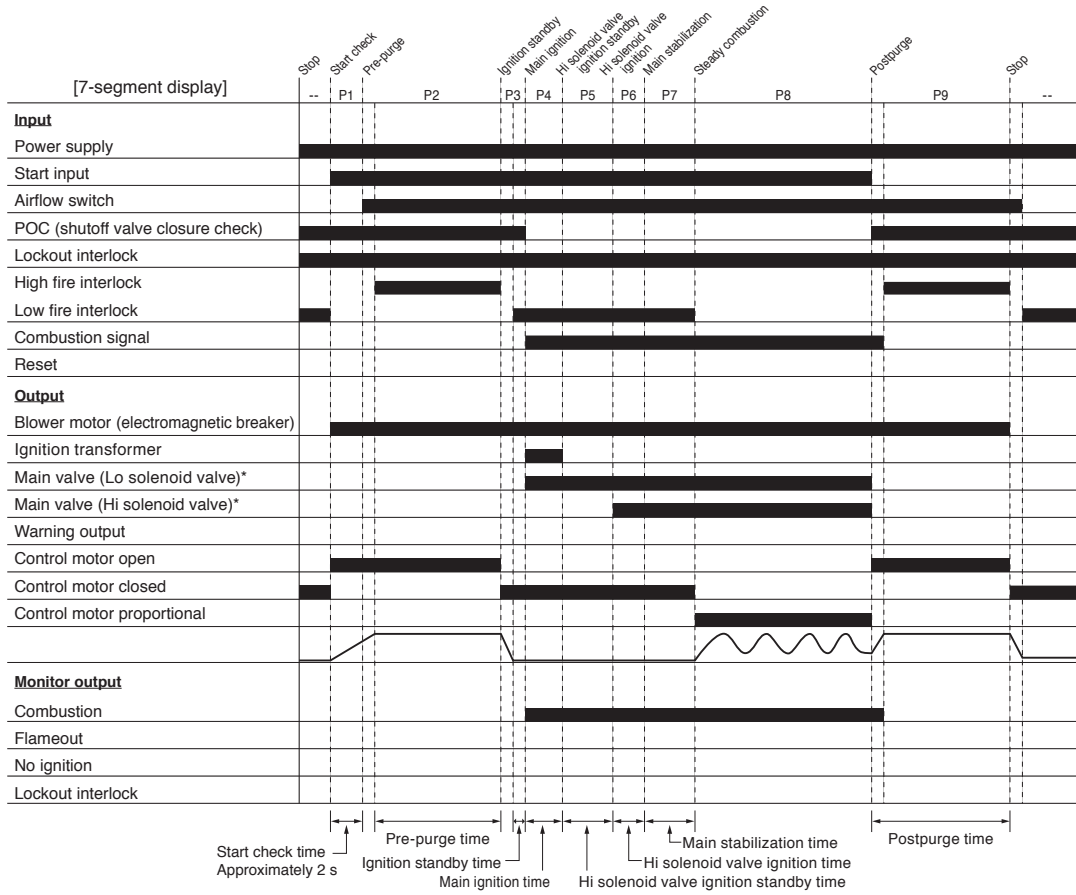 Stop
Start check
Pre-purge
Ignition standby
Main ignition
Hi solenoid valve
ignition standby
Hi solenoid valve
ignition
Main stabilization
Steady combustion
Postpurge
Stop
[7-segment display]
-- P1 P2 P3 P4 P5 P6 P7 P8 P9 --
Input
Power supply
Start input
Airflow switch
POC (shutoff valve closure check)
Lockout interlock
High fire interlock
Low fire interlock
Combustion signal
Reset
Output
Blower motor (electromagnetic breaker)
Ignition transformer
Main valve (Lo solenoid valve)*
Main valve (Hi solenoid valve)*
Warning output
Control motor open
Control motor closed
Control motor proportional
Monitor output
Combustion
Flameout
No ignition
Lockout interlock
Start check time
Approximately 2 s
Pre-purge time
Ignition standby time
Main ignition time
Main stabilization time
Hi solenoid valve ignition time
Hi solenoid valve ignition standby time
Postpurge time